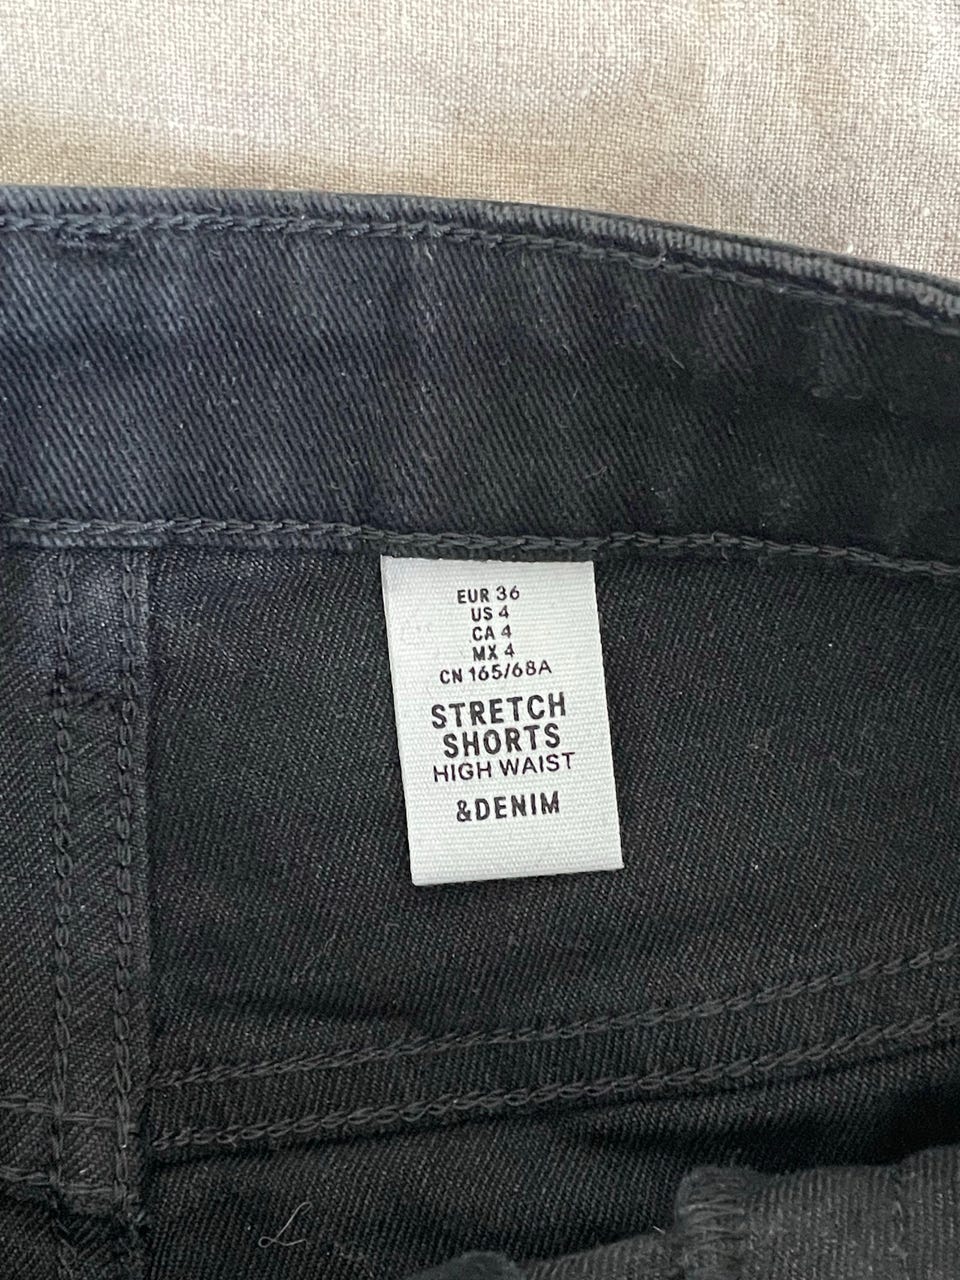 EUR 36
US 4
CA 4
MX 4
CN 165/68A
STRETCH
SHORTS
HIGH WAIST
&DENIM